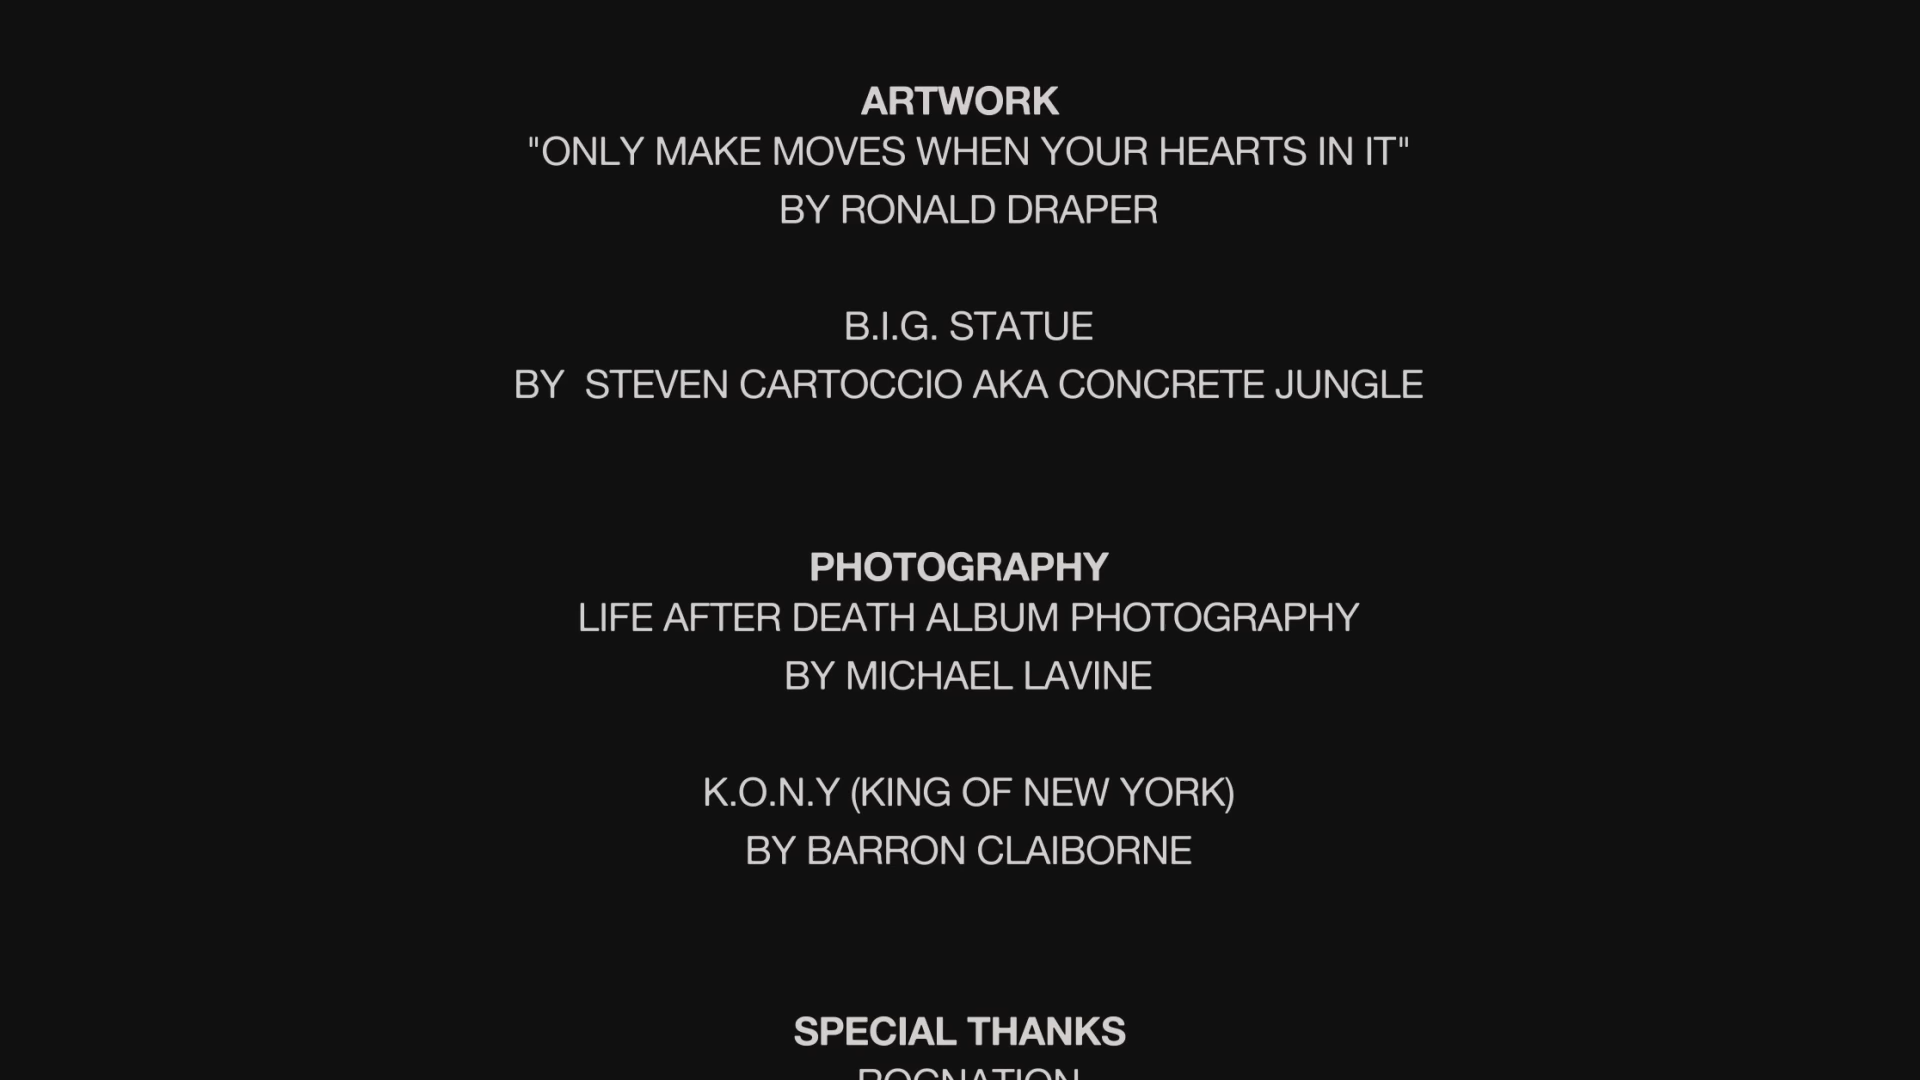 ARTWORK
"ONLY MAKE MOVES WHEN YOUR HEARTS IN IT"
BY RONALD DRAPER
B.I.G. STATUE
BY  STEVEN CARTOCCIO AKA CONCRETE JUNGLE
PHOTOGRAPHY
LIFE AFTER DEATH ALBUM PHOTOGRAPHY
BY MICHAEL LAVINE
K.O.N.Y (KING OF NEW YORK)
BY BARRON CLAIBORNE
SPECIAL THANKS
ROCNATION